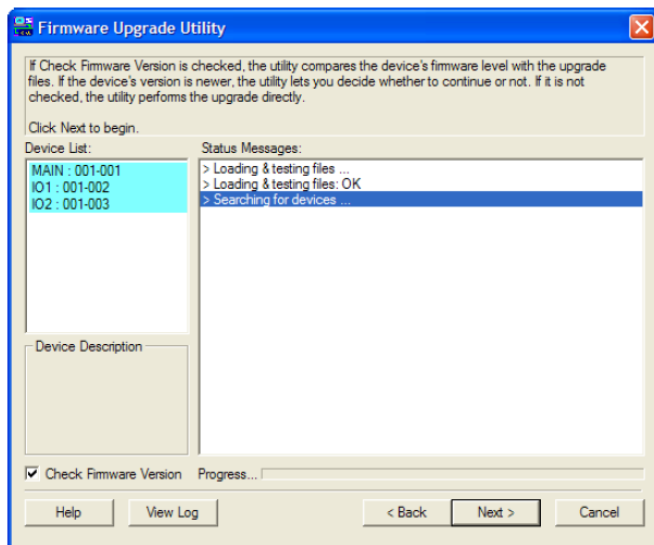 Firmware Upgrade Utility
If Check Firmware Version is checked, the utility compares the device's firmware level with the upgrade
files. If the device's version is newer, the utility lets you decide whether to continue or not. If it is not
checked, the utility performs the upgrade directly.
Click Next to begin.
Device List:
Status Messages:
MAIN : 001-001
IO1 : 001-002
IO2 : 001-003
> Loading & testing files ...
> Loading & testing files: OK
> Searching for devices ...
Device Description
Check Firmware Version
Progress...
Help
View Log
< Back
Next >
Cancel